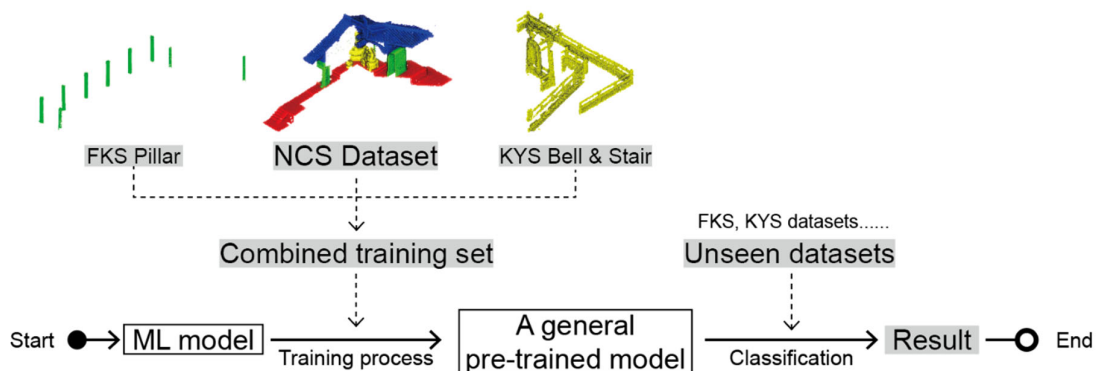 FKS Pillar
NCS Dataset
KYS Bell & Stair
Combined training set
FKS, KYS datasets......
Unseen datasets
Start
ML model
Training process
A general
pre-trained model
Classification
Result
End